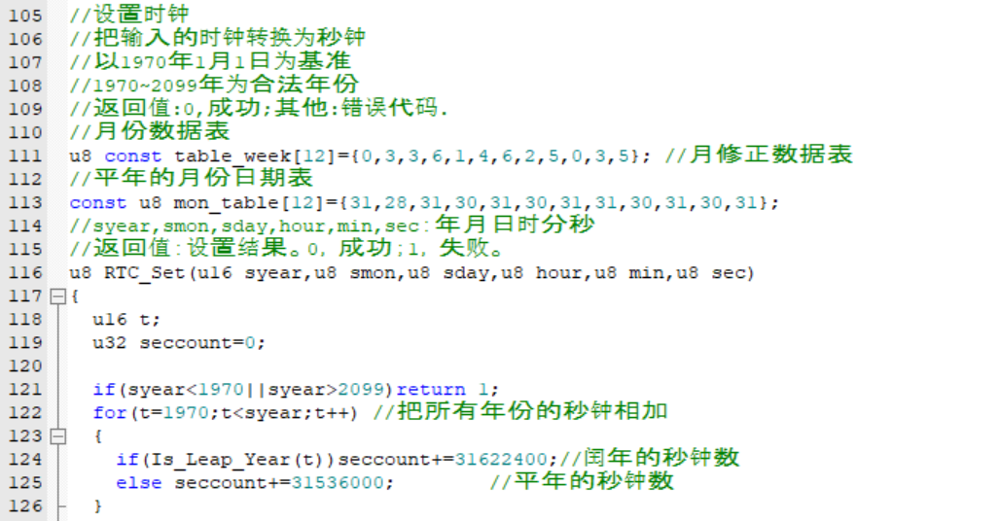 105 //设置时钟
106 //把输入的时钟转换为秒钟
107 //以1970年1月1日为基准
108 //1970~2099年为合法年份
109 //返回值:0,成功;其他:错误代码.
110 //月份数据表
111 u8 const table_week[12]={0,3,3,6,1,4,6,2,5,0,3,5}; //月修正数据表
112 //平年的月份日期表
113 const u8 mon_table[12]={31,28,31,30,31,30,31,31,30,31,30,31};
114 //syear,smon,sday,hour,min,sec:年月日时分秒
115 //返回值:设置结果。0, 成功;1, 失败。
116 u8 RTC_Set(u16 syear,u8 smon,u8 sday,u8 hour,u8 min,u8 sec)
117 {
118 u16 t;
119 u32 seccount=0;
120
121 if(syear<1970||syear>2099)return 1;
122 for(t=1970;t<syear;t++) //把所有年份的秒钟相加
123 {
124 if(Is_Leap_Year(t))seccount+=31622400;//闰年的秒钟数
125 else seccount+=31536000; //平年的秒钟数
126 }